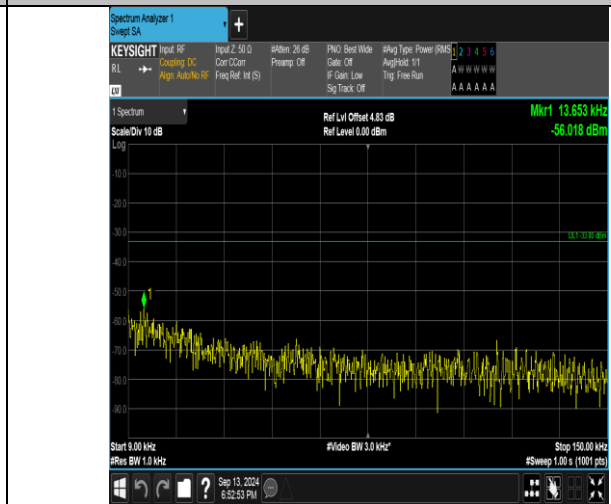 Spectrum Analyzer 1
Swept SA
+
KEYSIGHT Input: RF Input Z: 50 Ω #Atten: 26 dB PNO: Best Wide #Avg Type: Power (RMS 1 2 3 4 5 6
RL Coupling: DC Corr CCorr Preamp: Off Gate: Off Avg|Hold: 1/1 A W W W W W
Align: Auto/No RF Freq Ref: Int (S) IF Gain: Low Trig: Free Run
Sig Track: Off A A A A A A
LXI
1 Spectrum
Ref Lvl Offset 4.83 dB Mkr1 13.653 kHz
Scale/Div 10 dB Ref Level 0.00 dBm -56.018 dBm
Log
-10.0
-20.0
-30.0
DL1 -33.00 dBm
-40.0
-50.0
1
-60.0
-70.0
-80.0
-90.0
Start 9.00 kHz #Video BW 3.0 kHz* Stop 150.00 kHz
#Res BW 1.0 kHz #Sweep 1.00 s (1001 pts)
? Sep 13, 2024
6:52:53 PM